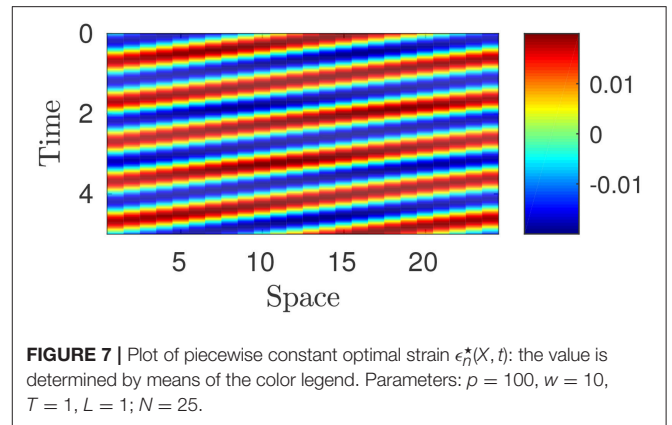 0
2
4
Time
5 10 15 20
Space
0.01
0
-0.01
FIGURE 7 | Plot of piecewise constant optimal strain ϵ⋆n(X, t): the value is
determined by means of the color legend. Parameters: p = 100, w = 10,
T = 1, L = 1; N = 25.